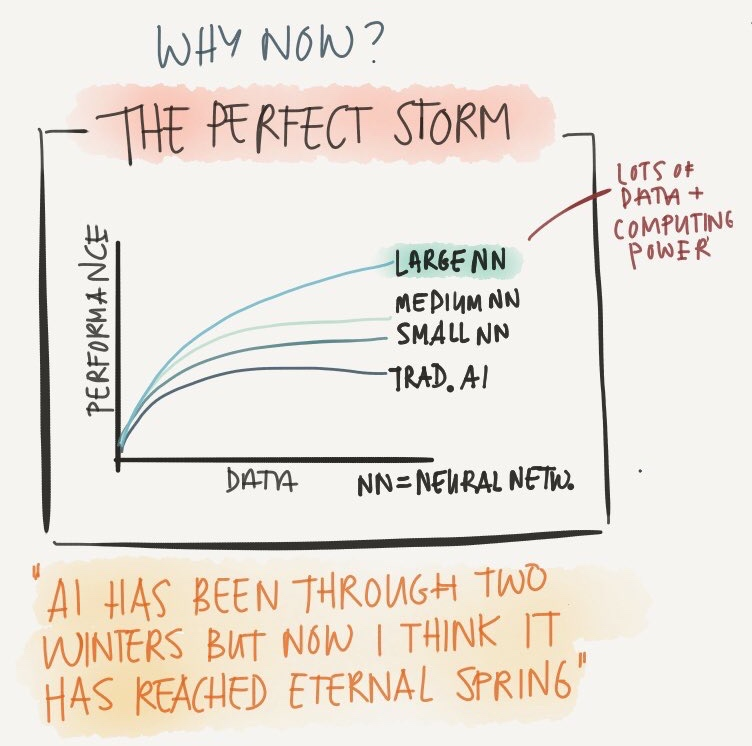 WHY NOW?
THE PERFECT STORM
LOTS OF
DATA +
COMPUTING
POWER
PERFORMANCE
LARGE NN
MEDIUM NN
SMALL NN
TRAD. AI
DATA
NN = NEURAL NETW.
"AI HAS BEEN THROUGH TWO
WINTERS BUT NOW I THINK IT
HAS REACHED ETERNAL SPRING"